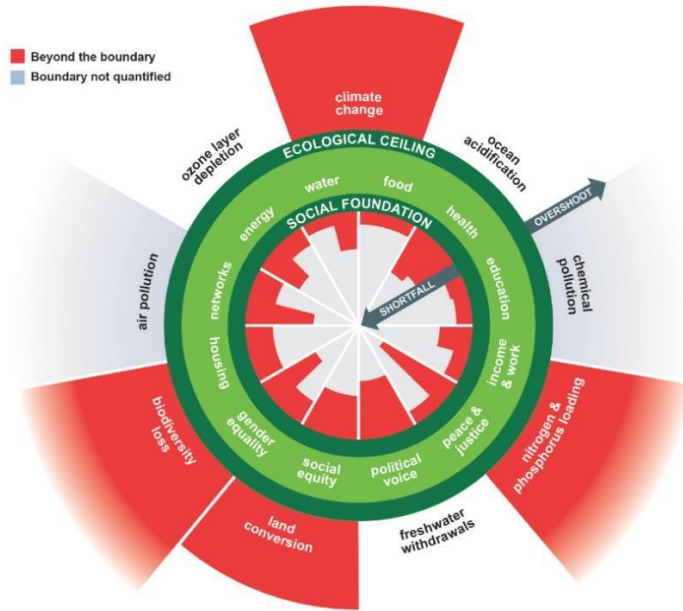 Beyond the boundary
Boundary not quantified
climate
change
ozone layer
depletion
ocean
acidification
ECOLOGICAL CEILING
OVERSHOOT
water
food
energy
health
SOCIAL FOUNDATION
SHORTFALL
air pollution
networks
education
chemical
pollution
housing
income
& work
biodiversity
loss
gender
equality
social
equity
political
voice
peace &
justice
nitrogen &
phosphorus loading
land
conversion
freshwater
withdrawals